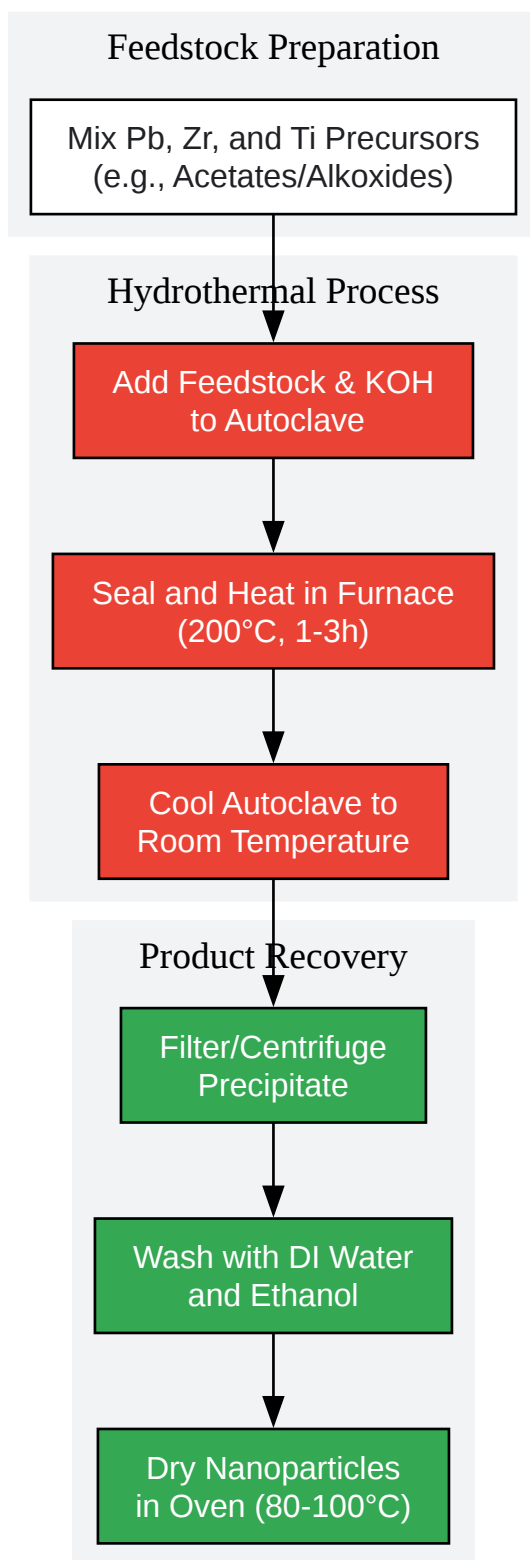 Feedstock Preparation
Mix Pb, Zr, and Ti Precursors
(e.g., Acetates/Alkoxides)
Hydrothermal Process
Add Feedstock & KOH
to Autoclave
Seal and Heat in Furnace
(200°C, 1-3h)
Cool Autoclave to
Room Temperature
Product Recovery
Filter/Centrifuge
Precipitate
Wash with DI Water
and Ethanol
Dry Nanoparticles
in Oven (80-100°C)